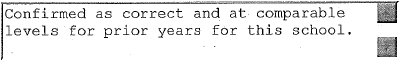 Confirmed as correct and at comparable
levels for prior years for this school.